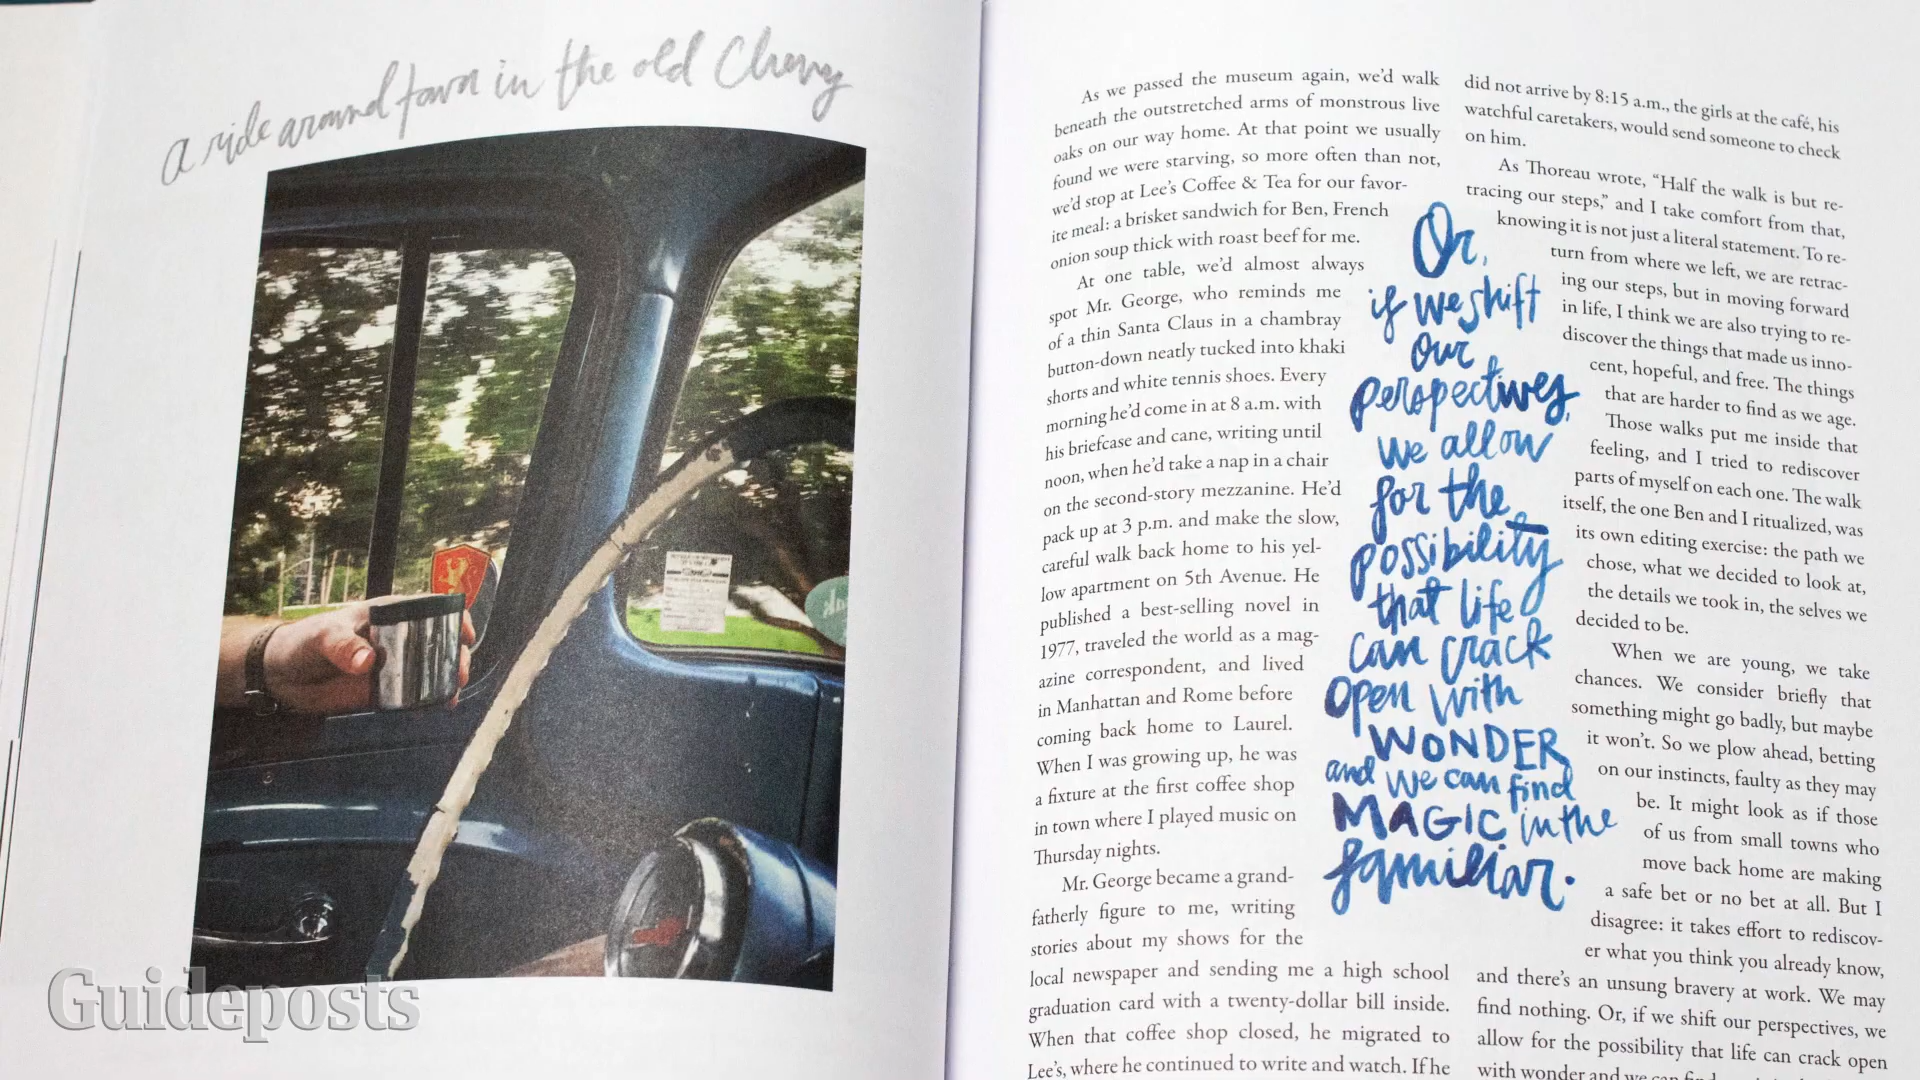 a ride around town in the old Chevy
As we passed the museum again, we'd walk
beneath the outstretched arms of monstrous live
oaks on our way home. At that point we usually
found we were starving, so more often than not,
we'd stop at Lee's Coffee & Tea for our favor-
ite meal: a brisket sandwich for Ben, French
onion soup thick with roast beef for me.
At one table, we'd almost always
spot Mr. George, who reminds me
of a thin Santa Claus in a chambray
button-down neatly tucked into khaki
shorts and white tennis shoes. Every
morning he'd come in at 8 a.m. with
his briefcase and cane, writing until
noon, when he'd take a nap in a chair
on the second-story mezzanine. He'd
pack up at 3 p.m. and make the slow,
careful walk back home to his yel-
low apartment on 5th Avenue. He
published a best-selling novel in
1977, traveled the world as a mag-
azine correspondent, and lived
in Manhattan and Rome before
coming back home to Laurel.
When I was growing up, he was
a fixture at the first coffee shop
in town where I played music on
Thursday nights.
Mr. George became a grand-
fatherly figure to me, writing
stories about my shows for the
local newspaper and sending me a high school
graduation card with a twenty-dollar bill inside.
When that coffee shop closed, he migrated to
Lee's, where he continued to write and watch. If he
Or,
if we shift
our
perspectives,
we allow
for the
possibility
that life
can crack
open with
WONDER
and we can find
MAGIC in the
familiar.
did not arrive by 8:15 a.m., the girls at the café, his
watchful caretakers, would send someone to check
on him.
As Thoreau wrote, “Half the walk is but re-
tracing our steps,” and I take comfort from that,
knowing it is not just a literal statement. To re-
turn from where we left, we are retrac-
ing our steps, but in moving forward
in life, I think we are also trying to re-
discover the things that made us inno-
cent, hopeful, and free. The things
that are harder to find as we age.
Those walks put me inside that
feeling, and I tried to rediscover
parts of myself on each one. The walk
itself, the one Ben and I ritualized, was
its own editing exercise: the path we
chose, what we decided to look at,
the details we took in, the selves we
decided to be.
When we are young, we take
chances. We consider briefly that
something might go badly, but maybe
it won't. So we plow ahead, betting
on our instincts, faulty as they may
be. It might look as if those
of us from small towns who
move back home are making
a safe bet or no bet at all. But I
disagree: it takes effort to rediscov-
er what you think you already know,
and there's an unsung bravery at work. We may
find nothing. Or, if we shift our perspectives, we
allow for the possibility that life can crack open
with wonder and we can find
Guideposts